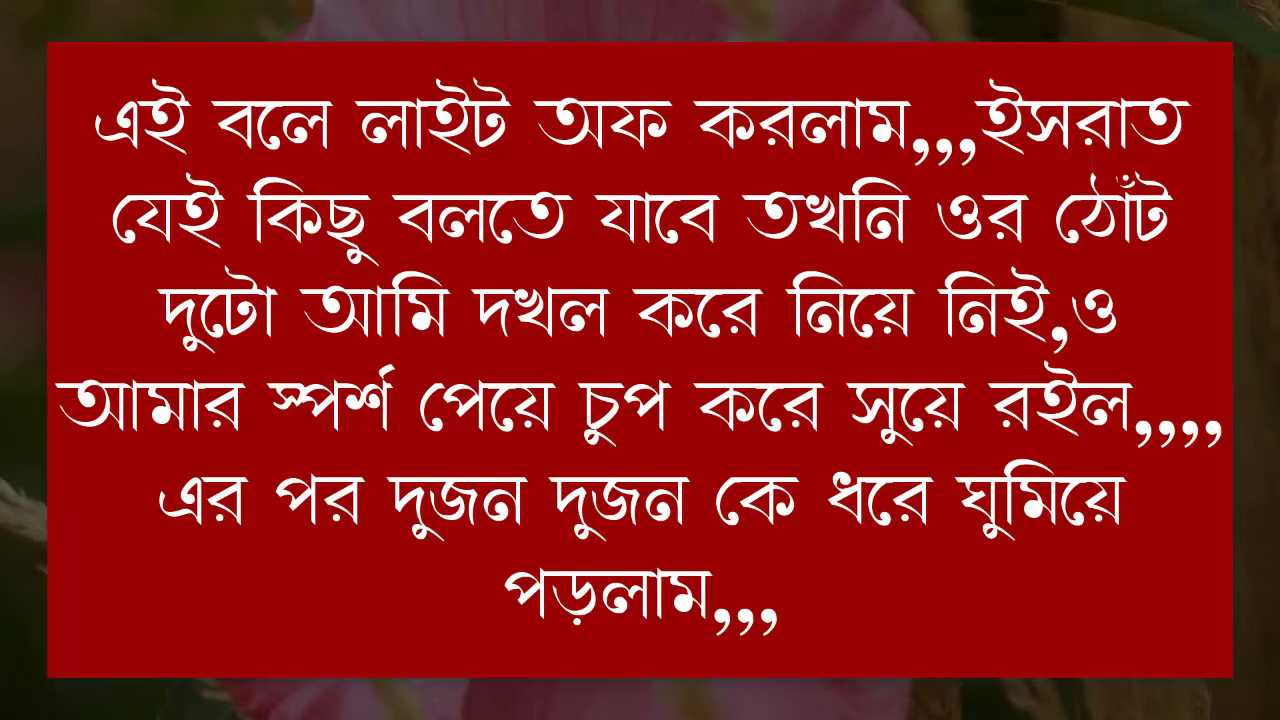 এই বলে লাইট অফ করলাম,,,ইসরাত
যেই কিছু বলতে যাবে তখনি ওর ঠোঁট
দুটো আমি দখল করে নিয়ে নিই,ও
আমার স্পর্শ পেয়ে চুপ করে সুয়ে রইল,,,,
এর পর দুজন দুজন কে ধরে ঘুমিয়ে
পড়লাম,,,